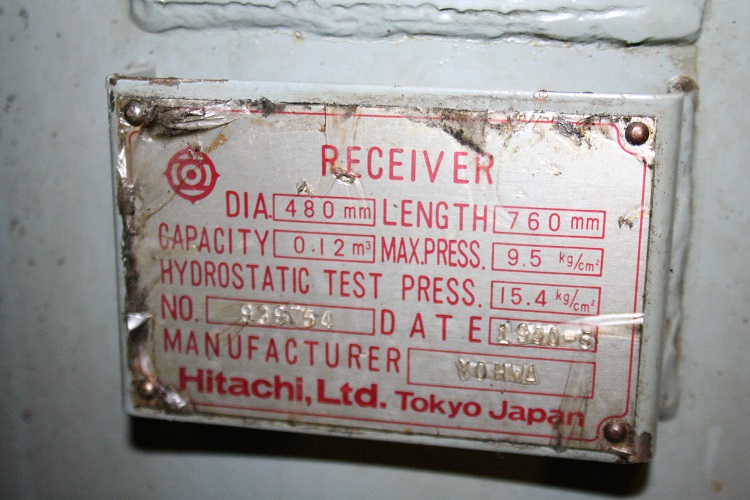 RECEIVER
DIA. 480 mm LENGTH 760 mm
CAPACITY 0.12 m³ MAX.PRESS. 9.5 kg/cm²
HYDROSTATIC TEST PRESS. 15.4 kg/cm²
NO. DATE
MANUFACTURER YOHWA
Hitachi, Ltd. Tokyo Japan